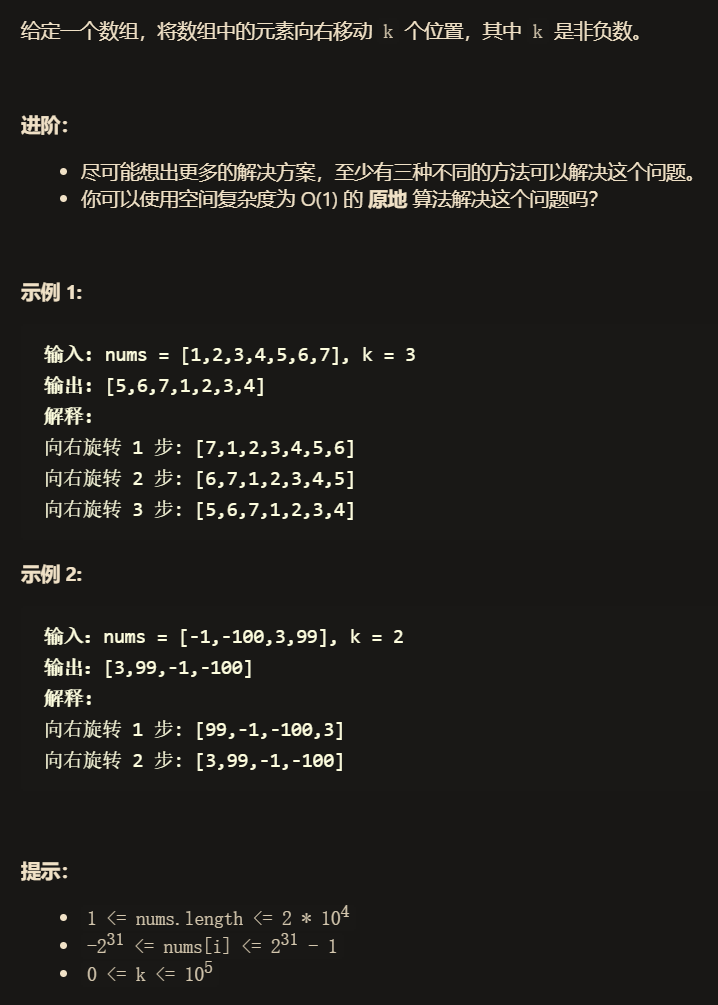 给定一个数组，将数组中的元素向右移动 k 个位置，其中 k 是非负数。
进阶：
• 尽可能想出更多的解决方案，至少有三种不同的方法可以解决这个问题。
• 你可以使用空间复杂度为 O(1) 的 原地 算法解决这个问题吗？
示例 1:
输入: nums = [1,2,3,4,5,6,7], k = 3
输出: [5,6,7,1,2,3,4]
解释:
向右旋转 1 步: [7,1,2,3,4,5,6]
向右旋转 2 步: [6,7,1,2,3,4,5]
向右旋转 3 步: [5,6,7,1,2,3,4]
示例 2:
输入：nums = [-1,-100,3,99], k = 2
输出：[3,99,-1,-100]
解释:
向右旋转 1 步: [99,-1,-100,3]
向右旋转 2 步: [3,99,-1,-100]
提示：
• 1 <= nums.length <= 2 * 10⁴
• -2³¹ <= nums[i] <= 2³¹ - 1
• 0 <= k <= 10⁵